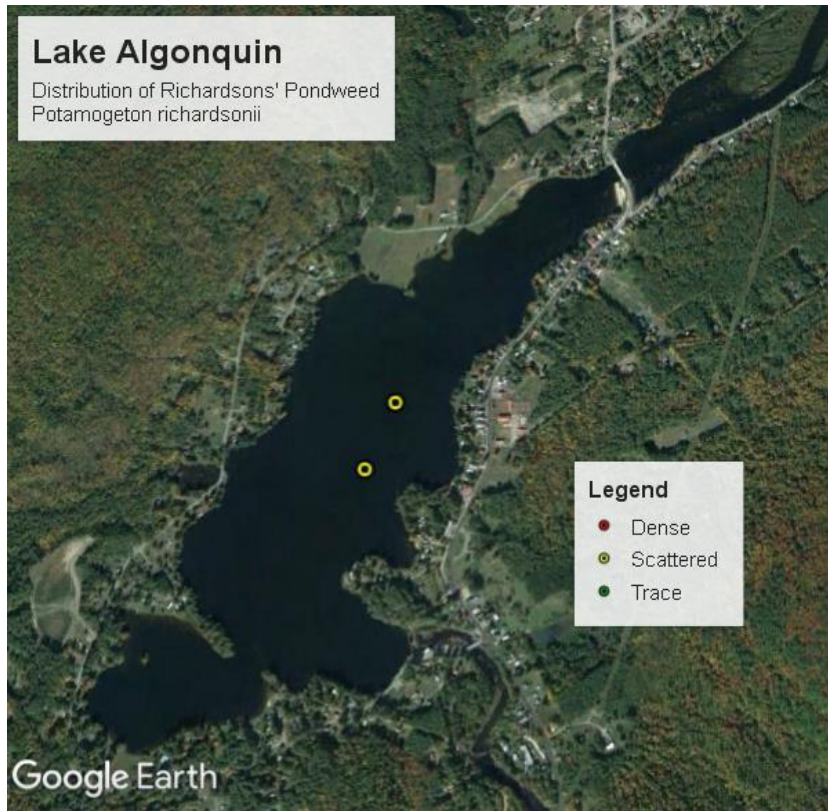 Lake Algonquin
Distribution of Richardsons' Pondweed
Potamogeton richardsonii
Legend
Dense
Scattered
Trace
Google Earth